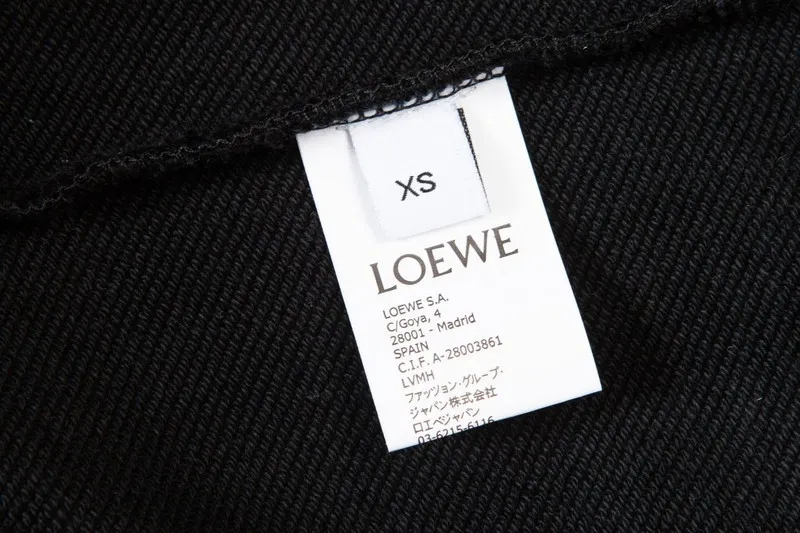 XS
LOEWE
LOEWE S.A.
C/Goya, 4
28001 - Madrid
SPAIN
C.I.F. A-28003861
LVMH
ファッション・グループ・
ジャパン株式会社
ロエベジャパン
03-6215-6116